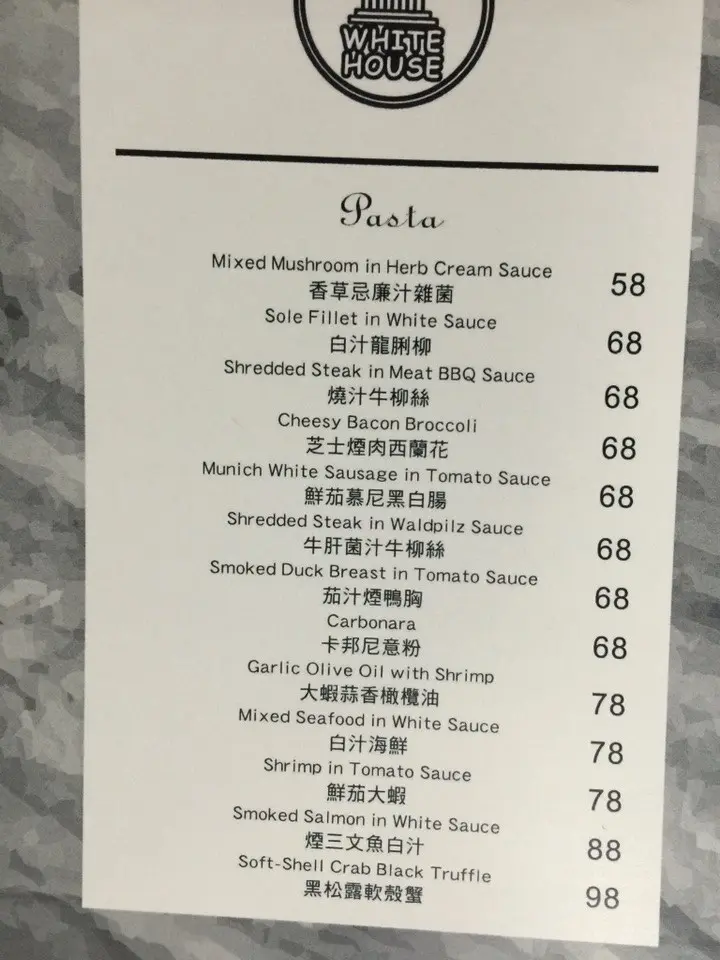 WHITE
HOUSE
Pasta
Mixed Mushroom in Herb Cream Sauce
香草忌廉汁雜菌 58
Sole Fillet in White Sauce
白汁龍脷柳 68
Shredded Steak in Meat BBQ Sauce
燒汁牛柳絲 68
Cheesy Bacon Broccoli
芝士煙肉西蘭花 68
Munich White Sausage in Tomato Sauce
鮮茄慕尼黑白腸 68
Shredded Steak in Waldpilz Sauce
牛肝菌汁牛柳絲 68
Smoked Duck Breast in Tomato Sauce
茄汁煙鴨胸 68
Carbonara
卡邦尼意粉 68
Garlic Olive Oil with Shrimp
大蝦蒜香橄欖油 78
Mixed Seafood in White Sauce
白汁海鮮 78
Shrimp in Tomato Sauce
鮮茄大蝦 78
Smoked Salmon in White Sauce
煙三文魚白汁 88
Soft-Shell Crab Black Truffle
黑松露軟殼蟹 98